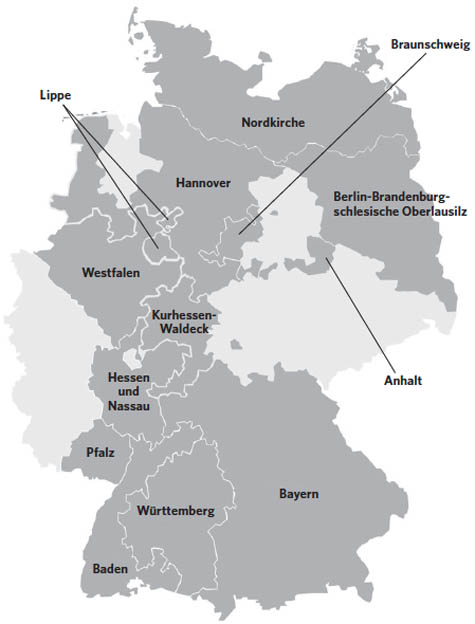 Braunschweig
Lippe
Nordkirche
Hannover
Berlin-Brandenburg-
schlesische Oberlausilz
Westfalen
Kurhessen-
Waldeck
Anhalt
Hessen
und
Nassau
Pfalz
Bayern
Württemberg
Baden